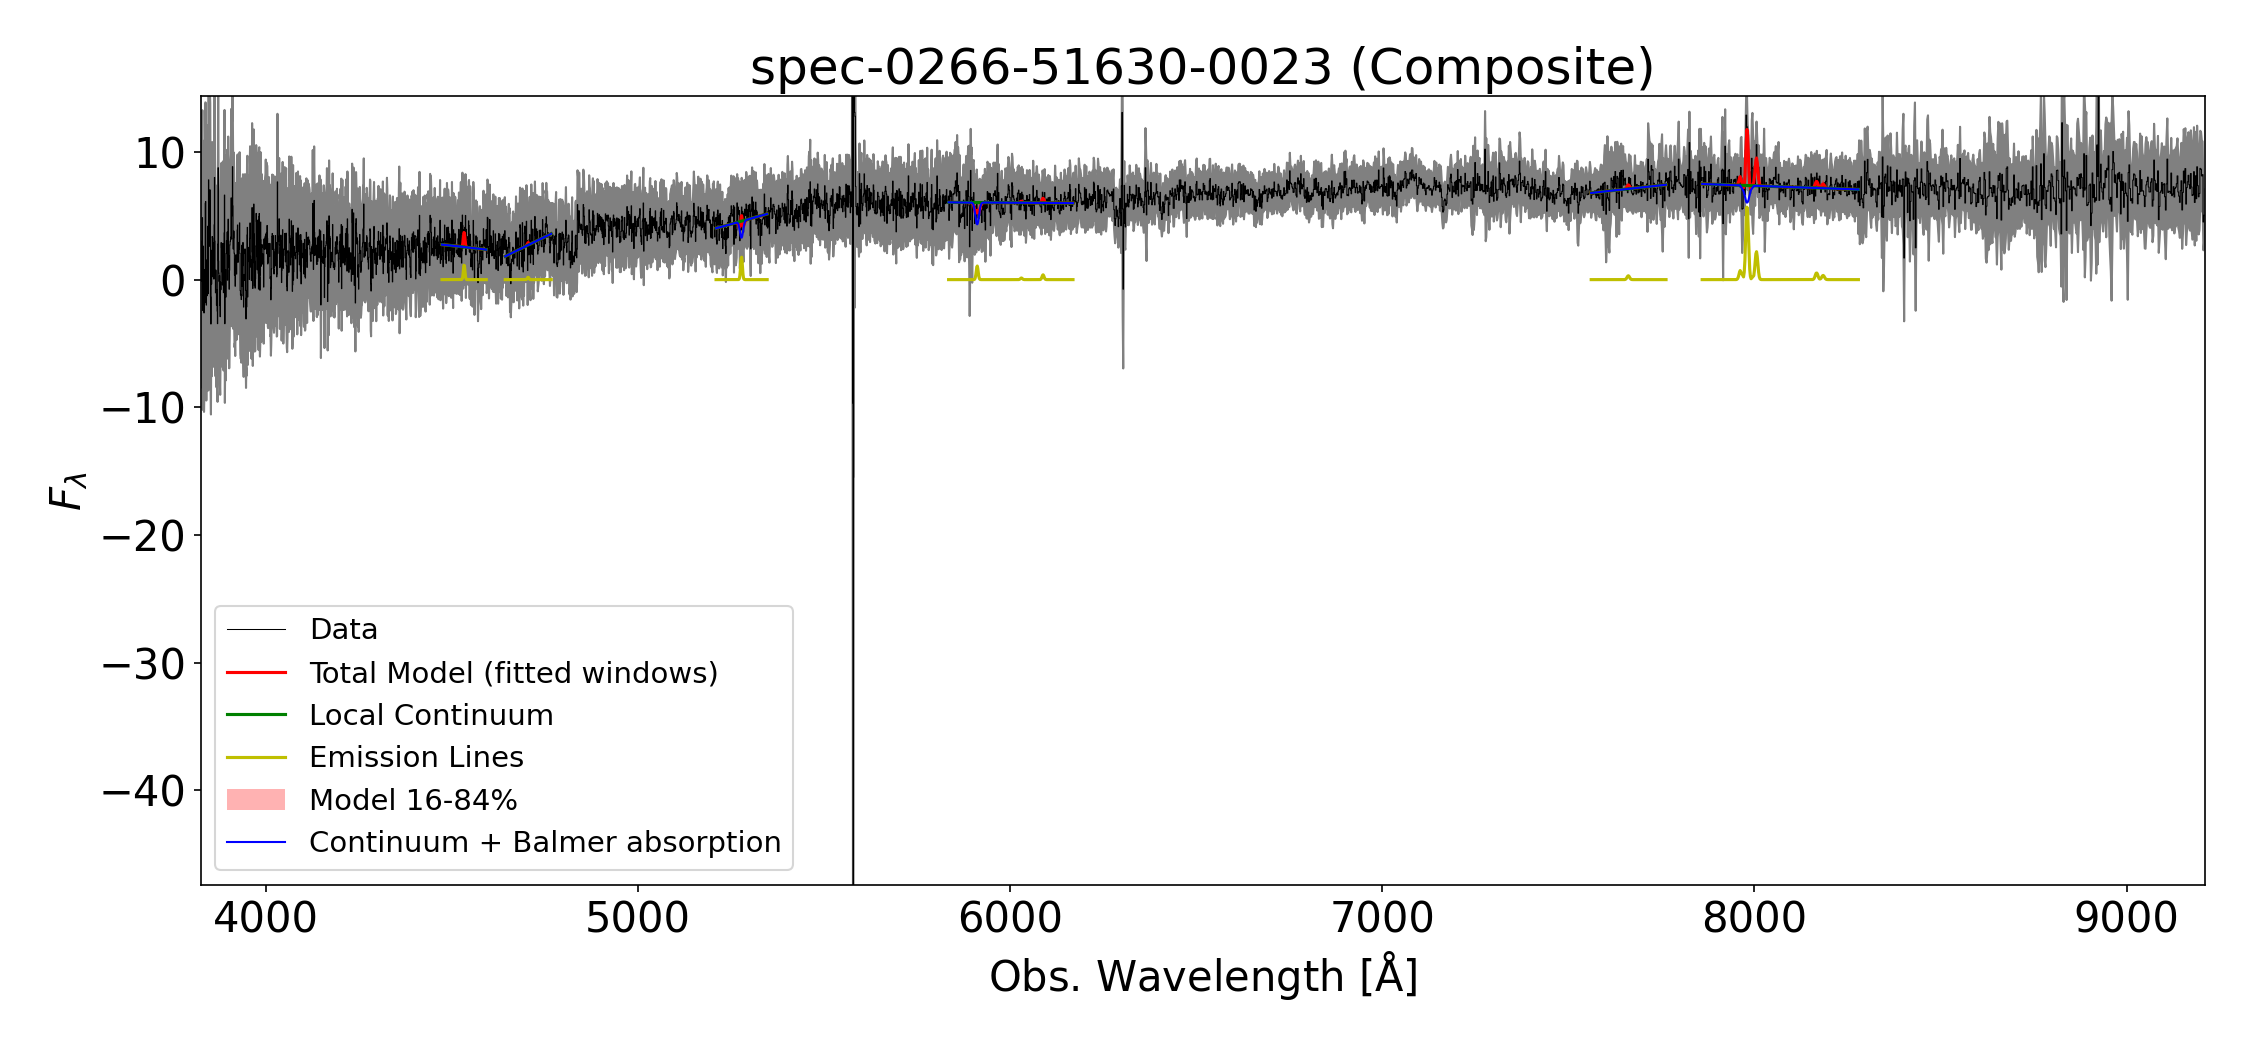 spec-0266-51630-0023 (Composite)
10
0
−10
−20
−30
−40
Fλ
Data
Total Model (fitted windows)
Local Continuum
Emission Lines
Model 16-84%
Continuum + Balmer absorption
4000 5000 6000 7000 8000 9000
Obs. Wavelength [Å]